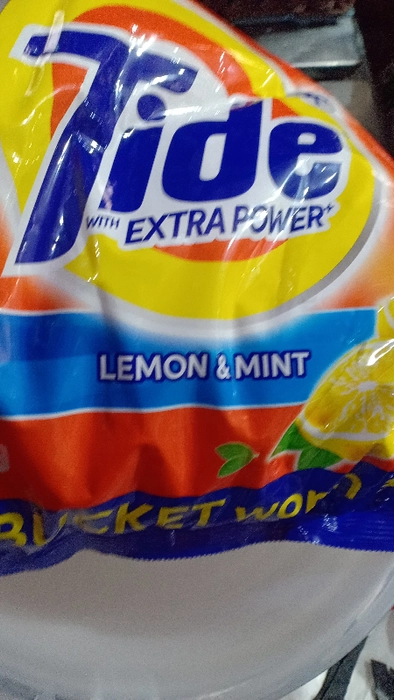 Tide
WITH EXTRA POWER+
LEMON & MINT
BUCKET